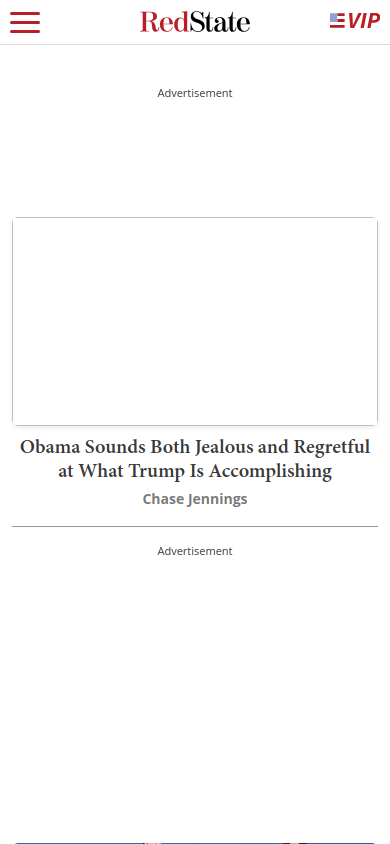 RedState
VIP
Advertisement
Obama Sounds Both Jealous and Regretful
at What Trump Is Accomplishing
Chase Jennings
Advertisement